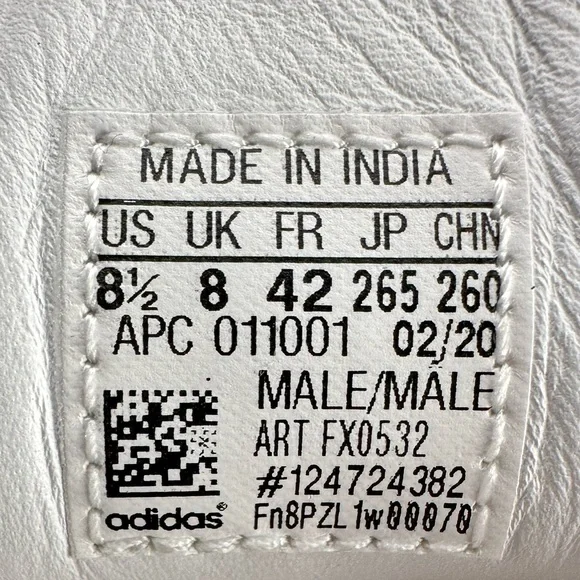 MADE IN INDIA
US UK FR JP CHN
8½ 8 42 265 260
APC 011001 02/20
MALE/MÂLE
ART FX0532
#124724382
adidas® Fn8PZL1w00070